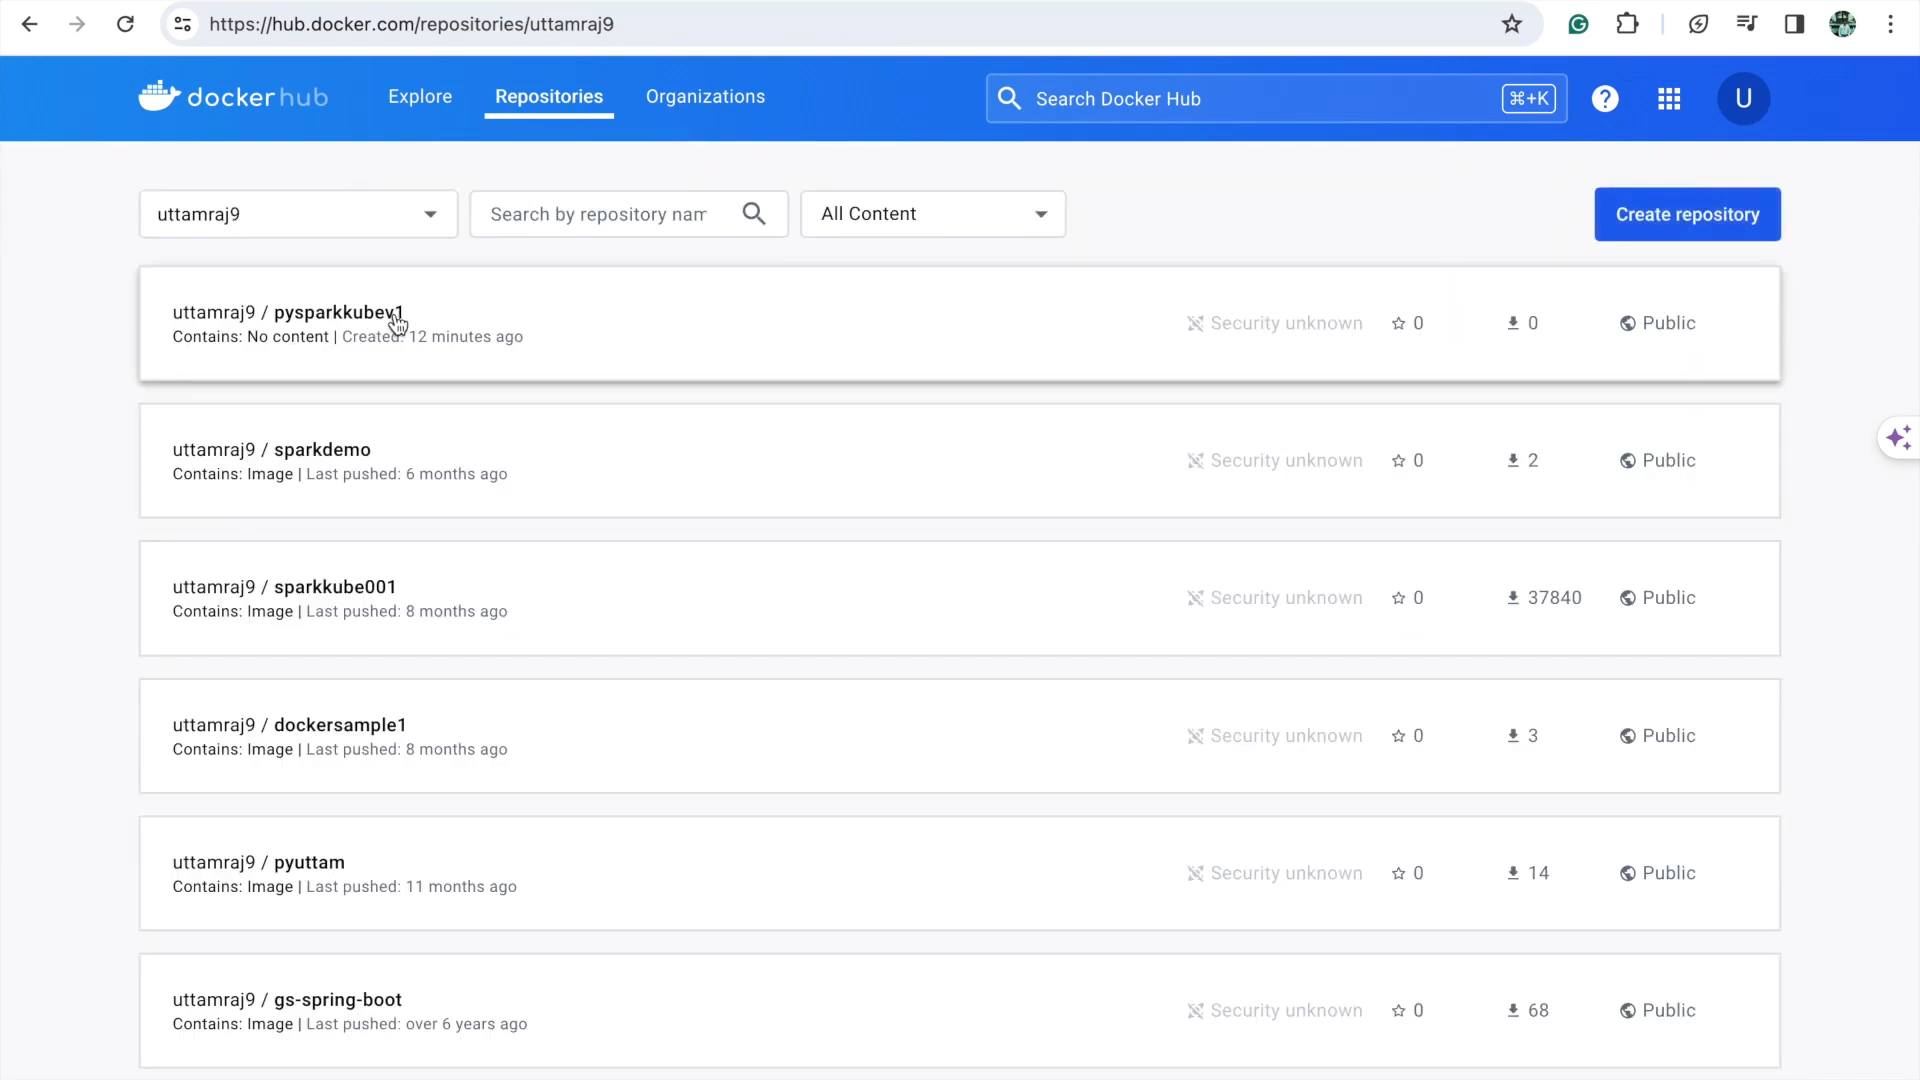 https://hub.docker.com/repositories/uttamraj9
dockerhub Explore Repositories Organizations Search Docker Hub ⌘+K ? U
uttamraj9 Search by repository nam All Content Create repository
uttamraj9 / pysparkkubev1
Contains: No content | Created: 12 minutes ago
Security unknown 0 0 Public
uttamraj9 / sparkdemo
Contains: Image | Last pushed: 6 months ago
Security unknown 0 2 Public
uttamraj9 / sparkkube001
Contains: Image | Last pushed: 8 months ago
Security unknown 0 37840 Public
uttamraj9 / dockersample1
Contains: Image | Last pushed: 8 months ago
Security unknown 0 3 Public
uttamraj9 / pyuttam
Contains: Image | Last pushed: 11 months ago
Security unknown 0 14 Public
uttamraj9 / gs-spring-boot
Contains: Image | Last pushed: over 6 years ago
Security unknown 0 68 Public